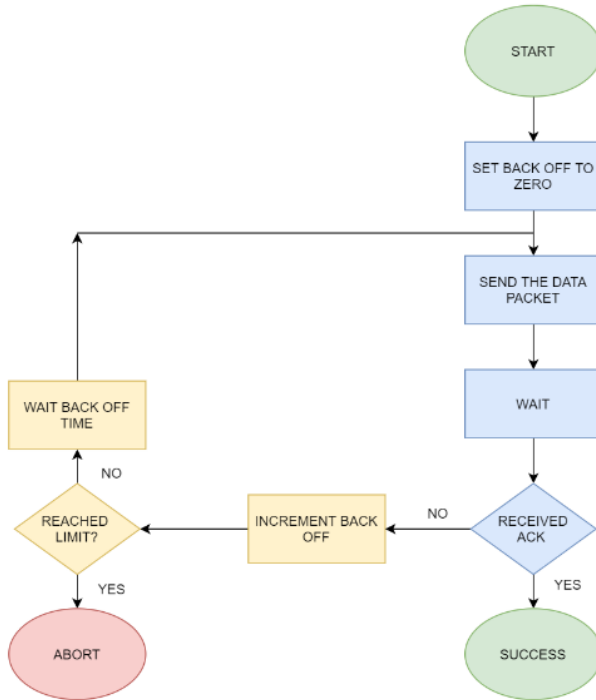 START
SET BACK OFF TO
ZERO
SEND THE DATA
PACKET
WAIT BACK OFF
TIME
WAIT
NO
REACHED
LIMIT?
INCREMENT BACK
OFF
NO
RECEIVED
ACK
YES
YES
ABORT
SUCCESS